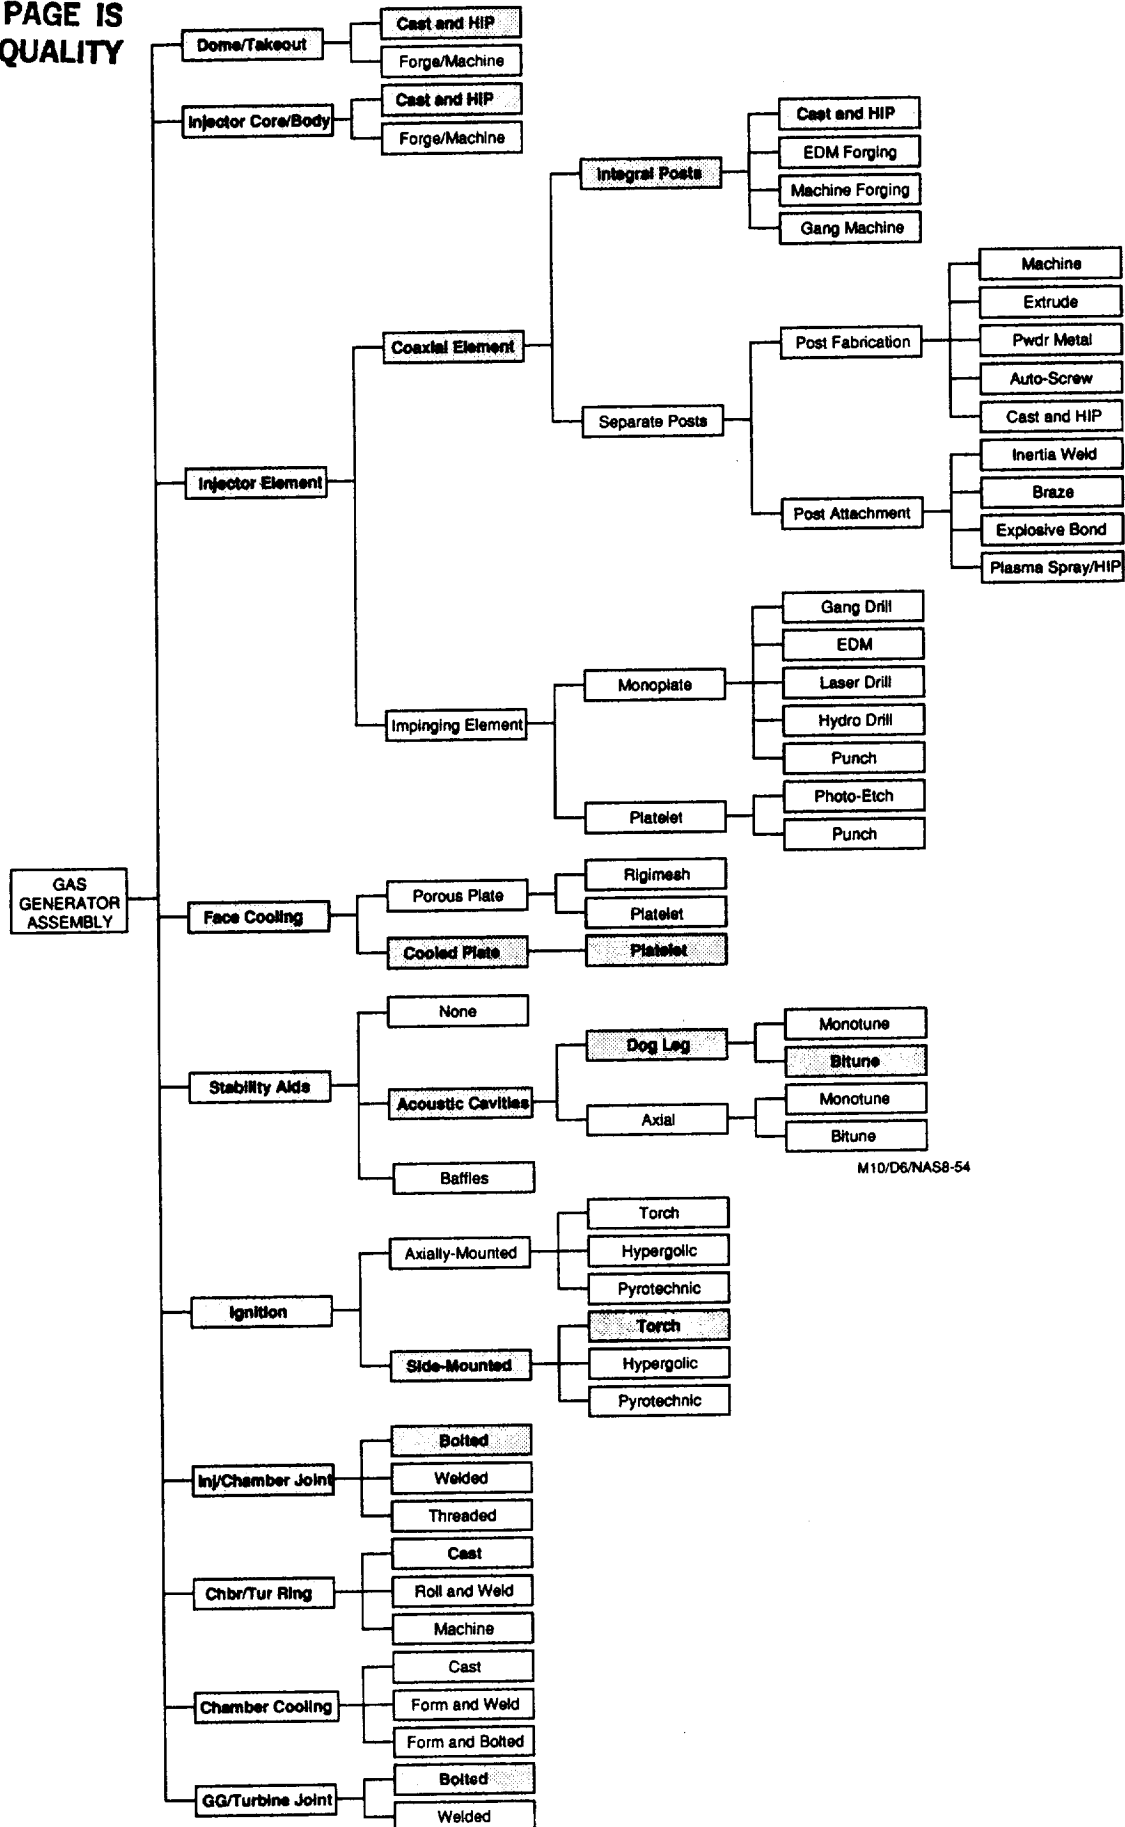 PAGE IS
QUALITY
Dome/Takeout
Cast and HIP
Forge/Machine
Injector Core/Body
Cast and HIP
Forge/Machine
Injector Element
Coaxial Element
Integral Posts
Cast and HIP
EDM Forging
Machine Forging
Gang Machine
Separate Posts
Post Fabrication
Machine
Extrude
Pwdr Metal
Auto-Screw
Cast and HIP
Post Attachment
Inertia Weld
Braze
Explosive Bond
Plasma Spray/HIP
Impinging Element
Monoplate
Gang Drill
EDM
Laser Drill
Hydro Drill
Punch
Platelet
Photo-Etch
Punch
GAS
GENERATOR
ASSEMBLY
Face Cooling
Porous Plate
Rigimesh
Platelet
Cooled Plate
Platelet
Stability Aids
None
Acoustic Cavities
Dog Leg
Monotune
Bitune
Axial
Monotune
Bitune
Baffles
M10/D6/NAS8-54
Ignition
Axially-Mounted
Torch
Hypergolic
Pyrotechnic
Side-Mounted
Torch
Hypergolic
Pyrotechnic
Inj/Chamber Joint
Bolted
Welded
Threaded
Chbr/Tur Ring
Cast
Roll and Weld
Machine
Chamber Cooling
Cast
Form and Weld
Form and Bolted
GG/Turbine Joint
Bolted
Welded